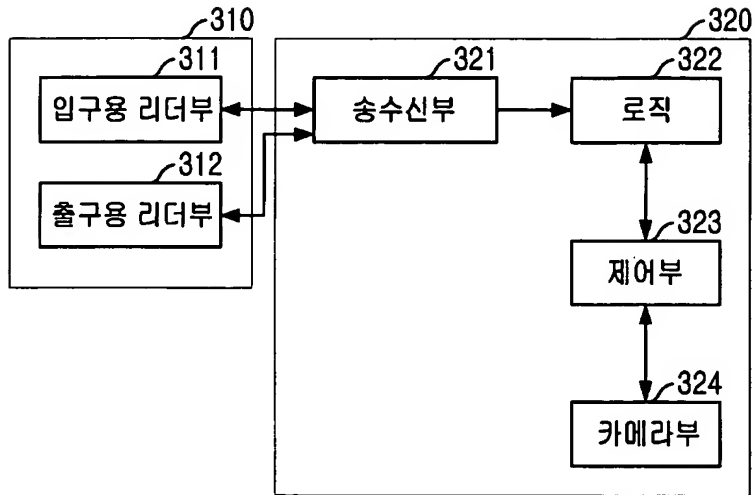 310
311
입구용 리더부
312
출구용 리더부
320
321
송수신부
322
로직
323
제어부
324
카메라부